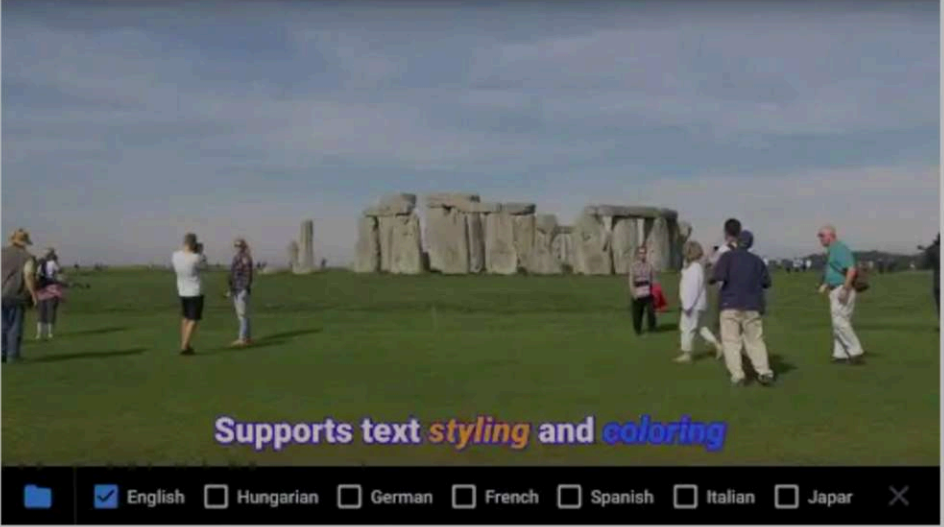 Supports text styling and coloring
English Hungarian German French Spanish Italian Japar